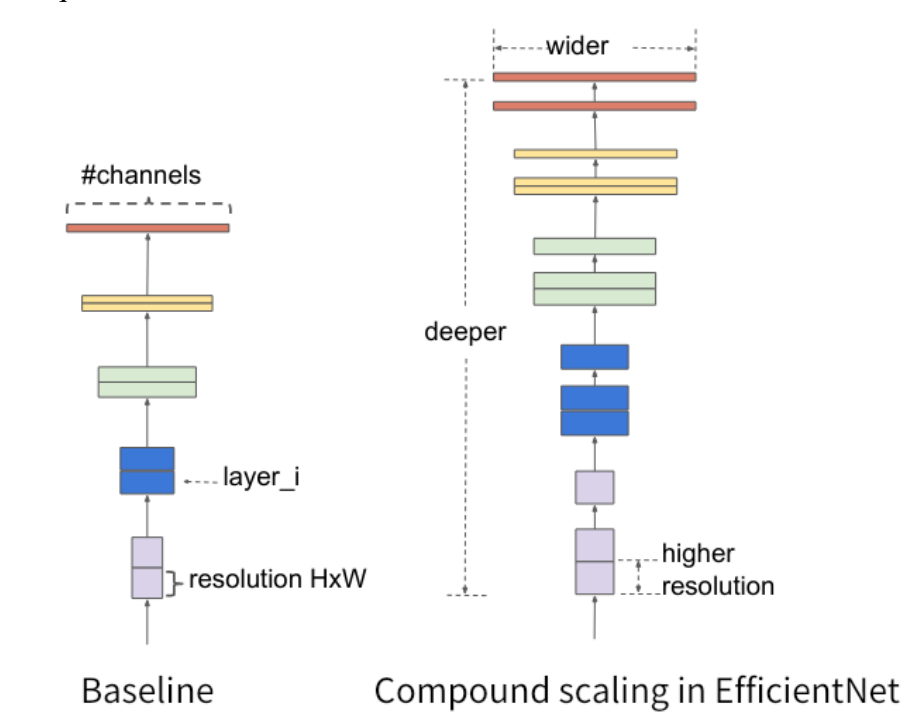 wider
#channels
deeper
layer_i
higher
resolution HxW
resolution
Baseline
Compound scaling in EfficientNet